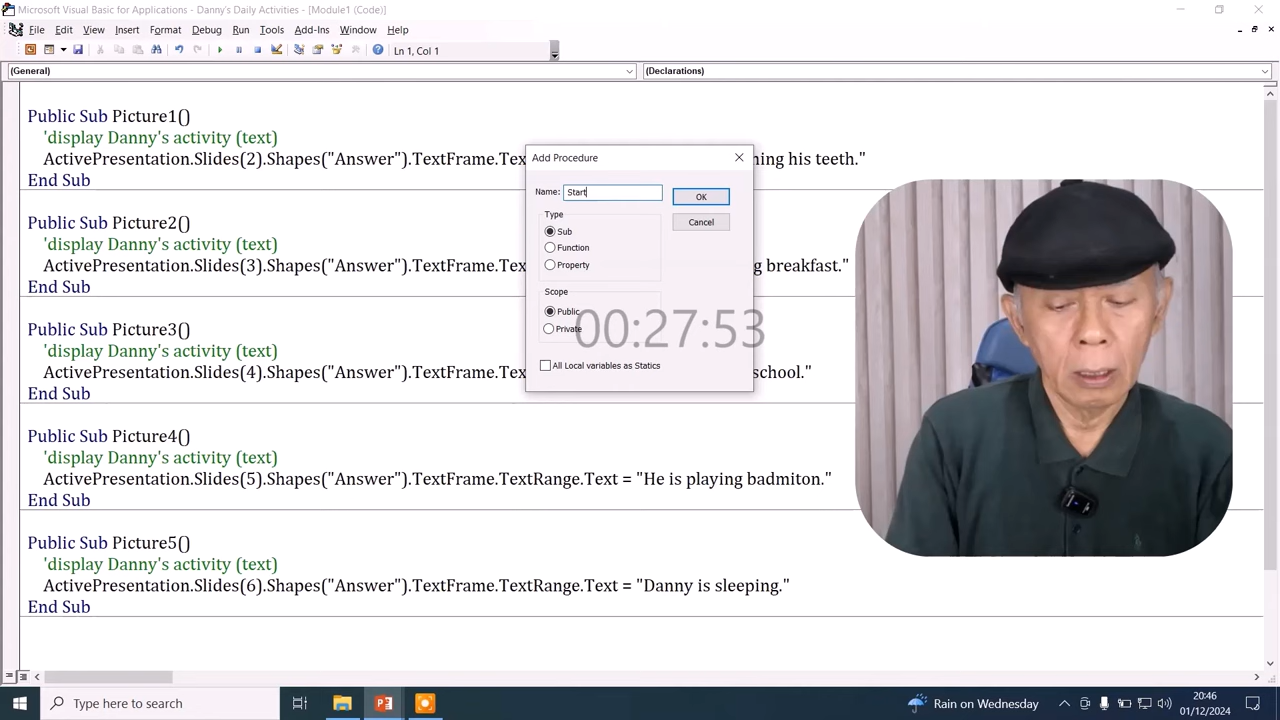 Microsoft Visual Basic for Applications - Danny's Daily Activities - [Module1 (Code)]
File Edit View Insert Format Debug Run Tools Add-Ins Window Help
Ln 1, Col 1
(General) (Declarations)
Public Sub Picture1()
'display Danny's activity (text)
ActivePresentation.Slides(2).Shapes("Answer").TextFrame.Tex his teeth."
End Sub
Public Sub Picture2()
'display Danny's activity (text)
ActivePresentation.Slides(3).Shapes("Answer").TextFrame.Tex breakfast."
End Sub
Public Sub Picture3()
'display Danny's activity (text)
ActivePresentation.Slides(4).Shapes("Answer").TextFrame.Tex school."
End Sub
Public Sub Picture4()
'display Danny's activity (text)
ActivePresentation.Slides(5).Shapes("Answer").TextFrame.TextRange.Text = "He is playing badmiton."
End Sub
Public Sub Picture5()
'display Danny's activity (text)
ActivePresentation.Slides(6).Shapes("Answer").TextFrame.TextRange.Text = "Danny is sleeping."
End Sub
Add Procedure
Name: Start OK
Type Cancel
Sub
Function
Property
Scope
Public
Private
00:27:53
All Local variables as Statics
Type here to search
Rain on Wednesday
20:46
01/12/2024